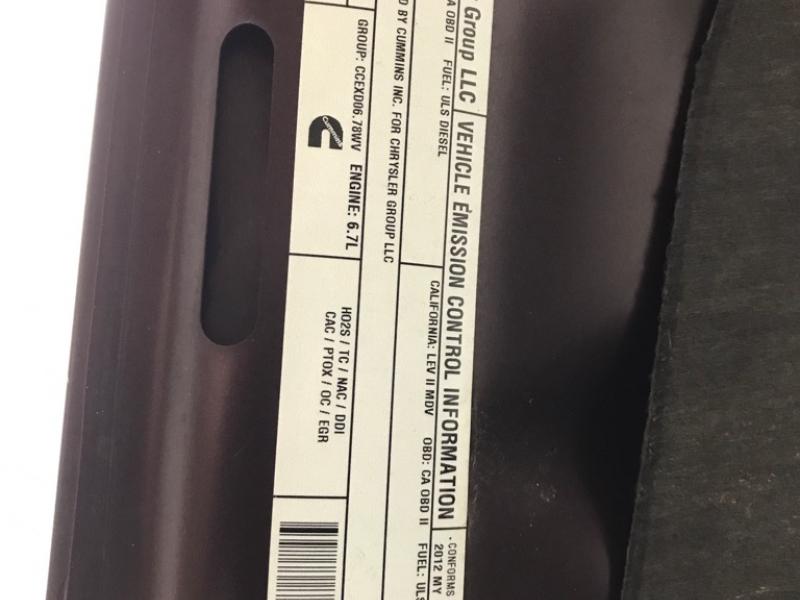 Group LLC
VEHICLE EMISSION CONTROL INFORMATION
· CONFORMS
2012 MY
A OBD II FUEL: ULS DIESEL
CALIFORNIA: LEV II MDV OBD: CA OBD II FUEL: ULS
D BY CUMMINS INC. FOR CHRYSLER GROUP LLC
GROUP: CCEXD06.78WV ENGINE: 6.7L
Cummins
HO2S / TC / NAC / DDI
CAC / PTOX / OC / EGR